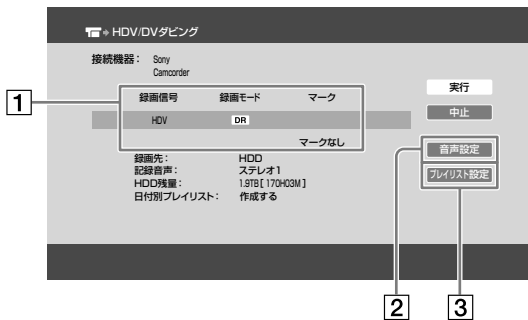 HDV/DVダビング
接続機器： Sony
Camcorder
録画信号 録画モード マーク
HDV DR
マークなし
録画先： HDD
記録音声： ステレオ1
HDD残量： 1.9TB[170H03M]
日付別プレイリスト： 作成する
実行
中止
音声設定
プレイリスト設定
1
2
3